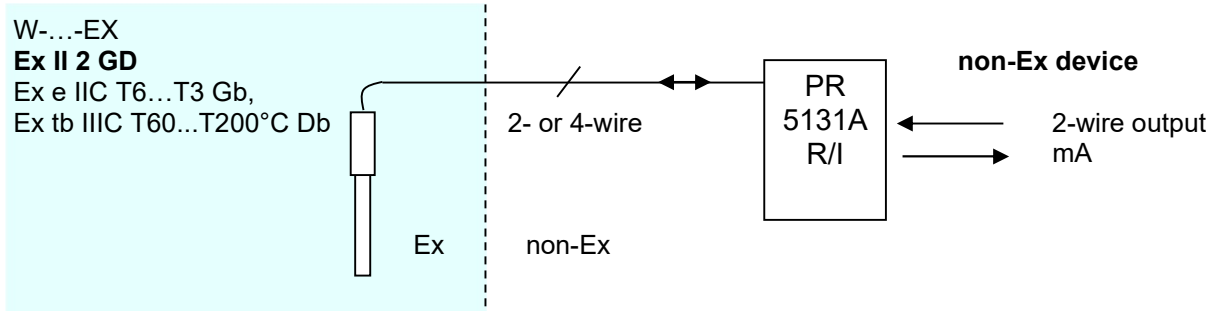 W-…-EX
Ex II 2 GD
Ex e IIC T6…T3 Gb,
Ex tb IIIC T60...T200°C Db
2- or 4-wire
Ex
non-Ex
PR
5131A
R/I
non-Ex device
2-wire output
mA